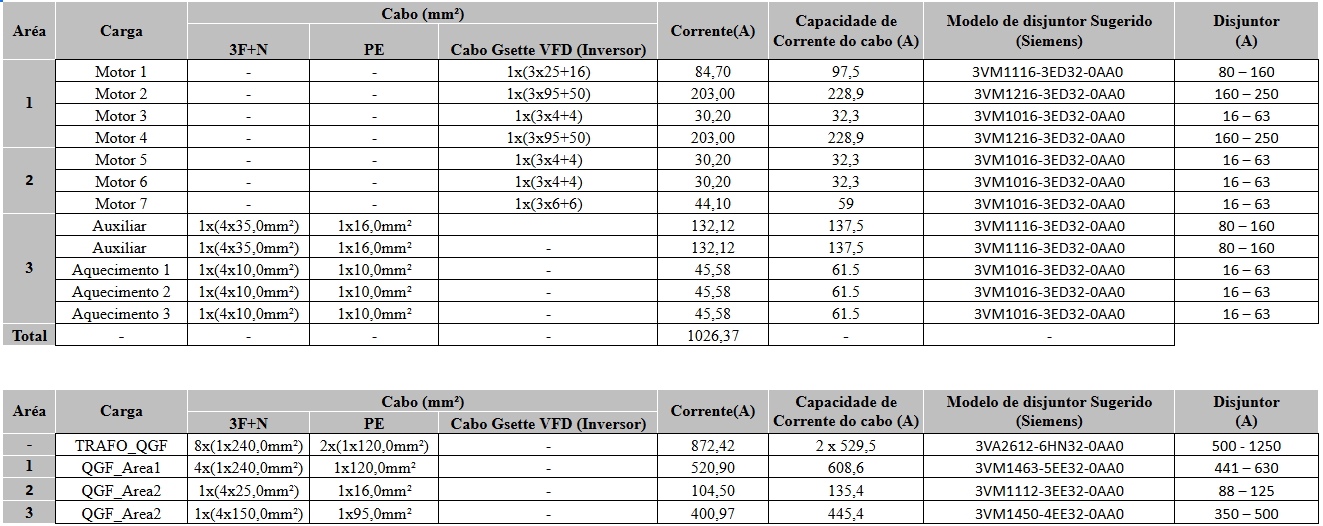 Aréa Carga Cabo (mm²) Corrente(A) Capacidade de Corrente do cabo (A) Modelo de disjuntor Sugerido (Siemens) Disjuntor (A)
3F+N PE Cabo Gsette VFD (Inversor)
1 Motor 1 - - 1x(3x25+16) 84,70 97,5 3VM1116-3ED32-0AA0 80 – 160
Motor 2 - - 1x(3x95+50) 203,00 228,9 3VM1216-3ED32-0AA0 160 – 250
Motor 3 - - 1x(3x4+4) 30,20 32,3 3VM1016-3ED32-0AA0 16 – 63
Motor 4 - - 1x(3x95+50) 203,00 228,9 3VM1216-3ED32-0AA0 160 – 250
2 Motor 5 - - 1x(3x4+4) 30,20 32,3 3VM1016-3ED32-0AA0 16 – 63
Motor 6 - - 1x(3x4+4) 30,20 32,3 3VM1016-3ED32-0AA0 16 – 63
Motor 7 - - 1x(3x6+6) 44,10 59 3VM1016-3ED32-0AA0 16 – 63
3 Auxiliar 1x(4x35,0mm²) 1x16,0mm² 132,12 137,5 3VM1116-3ED32-0AA0 80 – 160
Auxiliar 1x(4x35,0mm²) 1x16,0mm² - 132,12 137,5 3VM1116-3ED32-0AA0 80 – 160
Aquecimento 1 1x(4x10,0mm²) 1x10,0mm² - 45,58 61.5 3VM1016-3ED32-0AA0 16 – 63
Aquecimento 2 1x(4x10,0mm²) 1x10,0mm² - 45,58 61.5 3VM1016-3ED32-0AA0 16 – 63
Aquecimento 3 1x(4x10,0mm²) 1x10,0mm² - 45,58 61.5 3VM1016-3ED32-0AA0 16 – 63
Total - - - - 1026,37 - -
Aréa Carga Cabo (mm²) Corrente(A) Capacidade de Corrente do cabo (A) Modelo de disjuntor Sugerido (Siemens) Disjuntor (A)
3F+N PE Cabo Gsette VFD (Inversor)
- TRAFO_QGF 8x(1x240,0mm²) 2x(1x120,0mm²) - 872,42 2 x 529,5 3VA2612-6HN32-0AA0 500 - 1250
1 QGF_Area1 4x(1x240,0mm²) 1x120,0mm² - 520,90 608,6 3VM1463-5EE32-0AA0 441 – 630
2 QGF_Area2 1x(4x25,0mm²) 1x16,0mm² - 104,50 135,4 3VM1112-3EE32-0AA0 88 – 125
3 QGF_Area2 1x(4x150,0mm²) 1x95,0mm² - 400,97 445,4 3VM1450-4EE32-0AA0 350 – 500